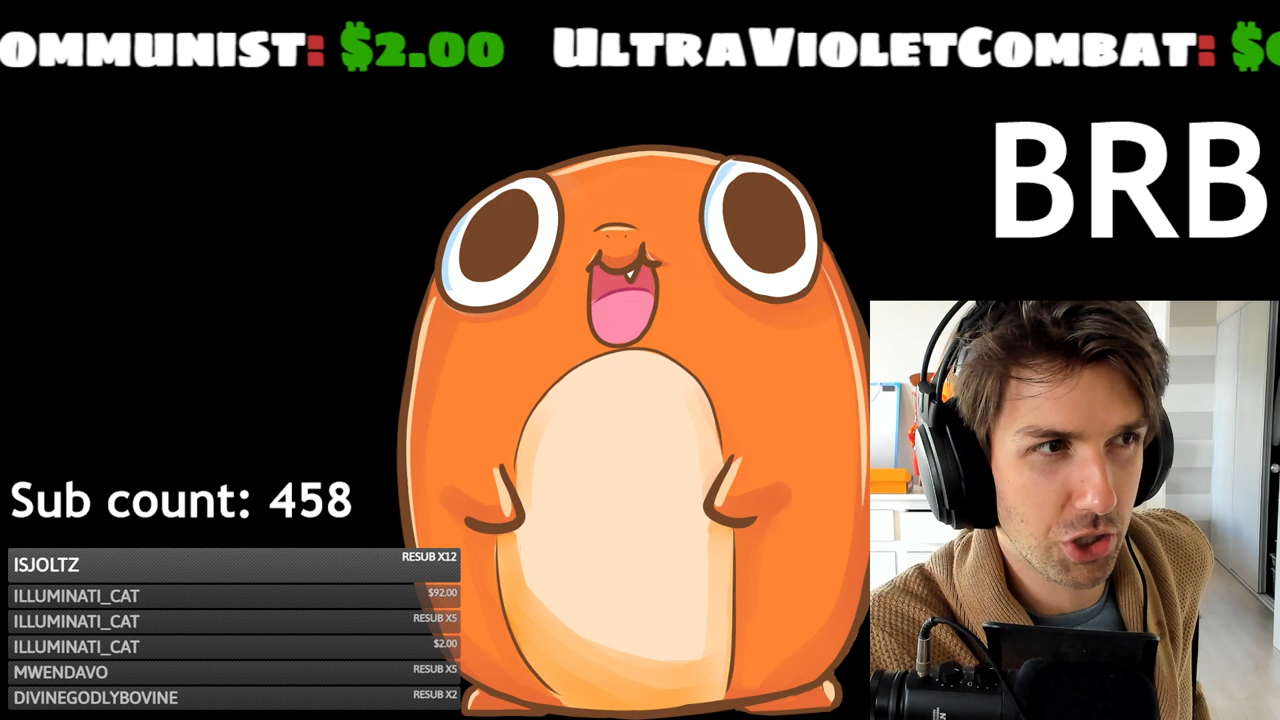 OMMUNIST: $2.00 ULTRAVIOLETCOMBAT: $
BRB
Sub count: 458
ISJOLTZ RESUB X12
ILLUMINATI_CAT $92.00
ILLUMINATI_CAT RESUB X5
ILLUMINATI_CAT $2.00
MWENDAVO RESUB X5
DIVINEGODLYBOVINE RESUB X2